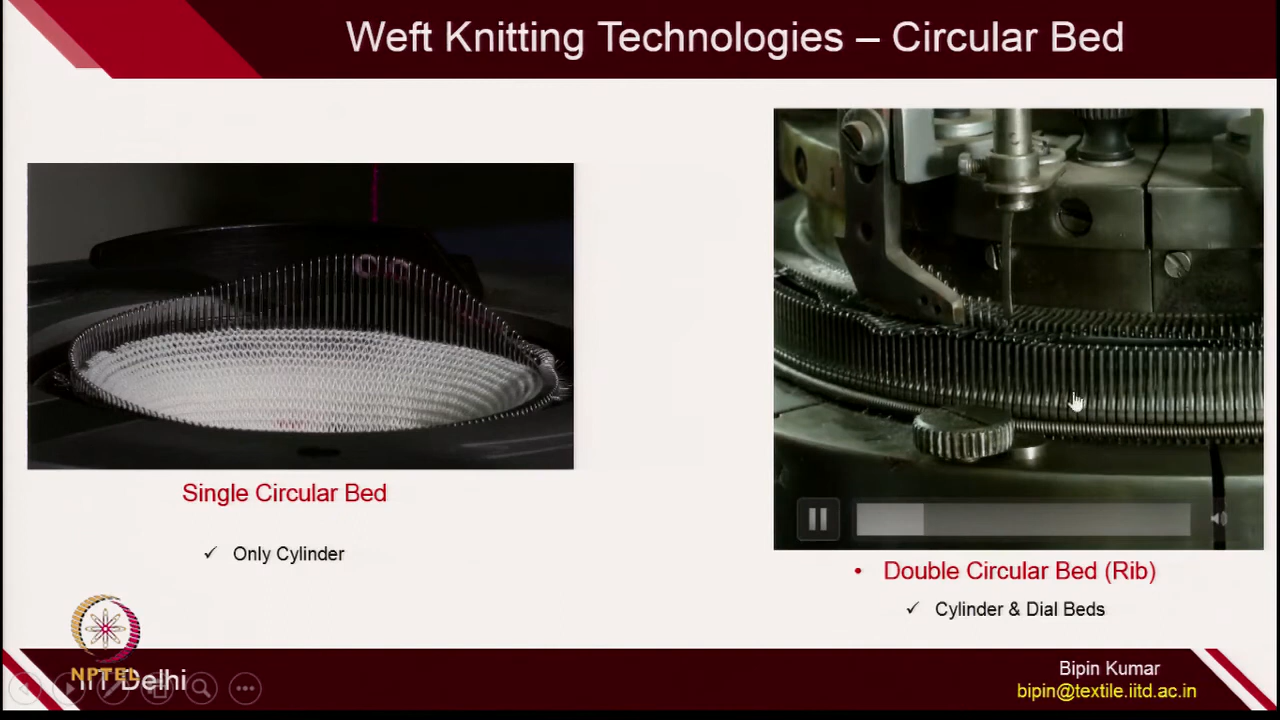 Weft Knitting Technologies – Circular Bed
Single Circular Bed
✓ Only Cylinder
• Double Circular Bed (Rib)
✓ Cylinder & Dial Beds
NPTEL
IIT Delhi
Bipin Kumar
bipin@textile.iitd.ac.in